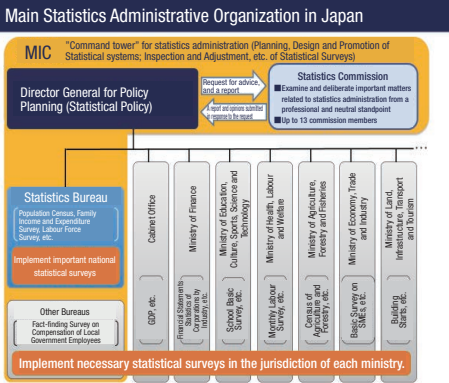 Main Statistics Administrative Organization in Japan
MIC
"Command tower" for statistics administration (Planning, Design and Promotion of
Statistical systems; Inspection and Adjustment, etc. of Statistical Surveys)
Director General for Policy
Planning (Statistical Policy)
Request for advice,
and a report
A report and opinions submitted
in response to the request
Statistics Commission
■Examine and deliberate important matters
related to statistics administration from a
professional and neutral standpoint
■Up to 13 commission members
...
Statistics Bureau
Population Census, Family
Income and Expenditure
Survey, Labour Force
Survey, etc.
Implement important national
statistical surveys
Other Bureaus
Fact-finding Survey on
Compensation of Local
Government Employees
Cabinet Office
GDP, etc.
Ministry of Finance
Financial Statements
Statistics of
Corporations by
Industry, etc.
Ministry of Education,
Culture, Sports, Science and
Technology
School Basic
Survey, etc.
Ministry of Health, Labour
and Welfare
Monthly Labour
Survey, etc.
Ministry of Agriculture,
Forestry and Fisheries
Census of
Agriculture and
Forestry, etc.
Ministry of Economy, Trade
and Industry
Basic Survey on
SMEs, etc.
Ministry of Land,
Infrastructure, Transport
and Tourism
Building
Starts, etc.
Implement necessary statistical surveys in the jurisdiction of each ministry.